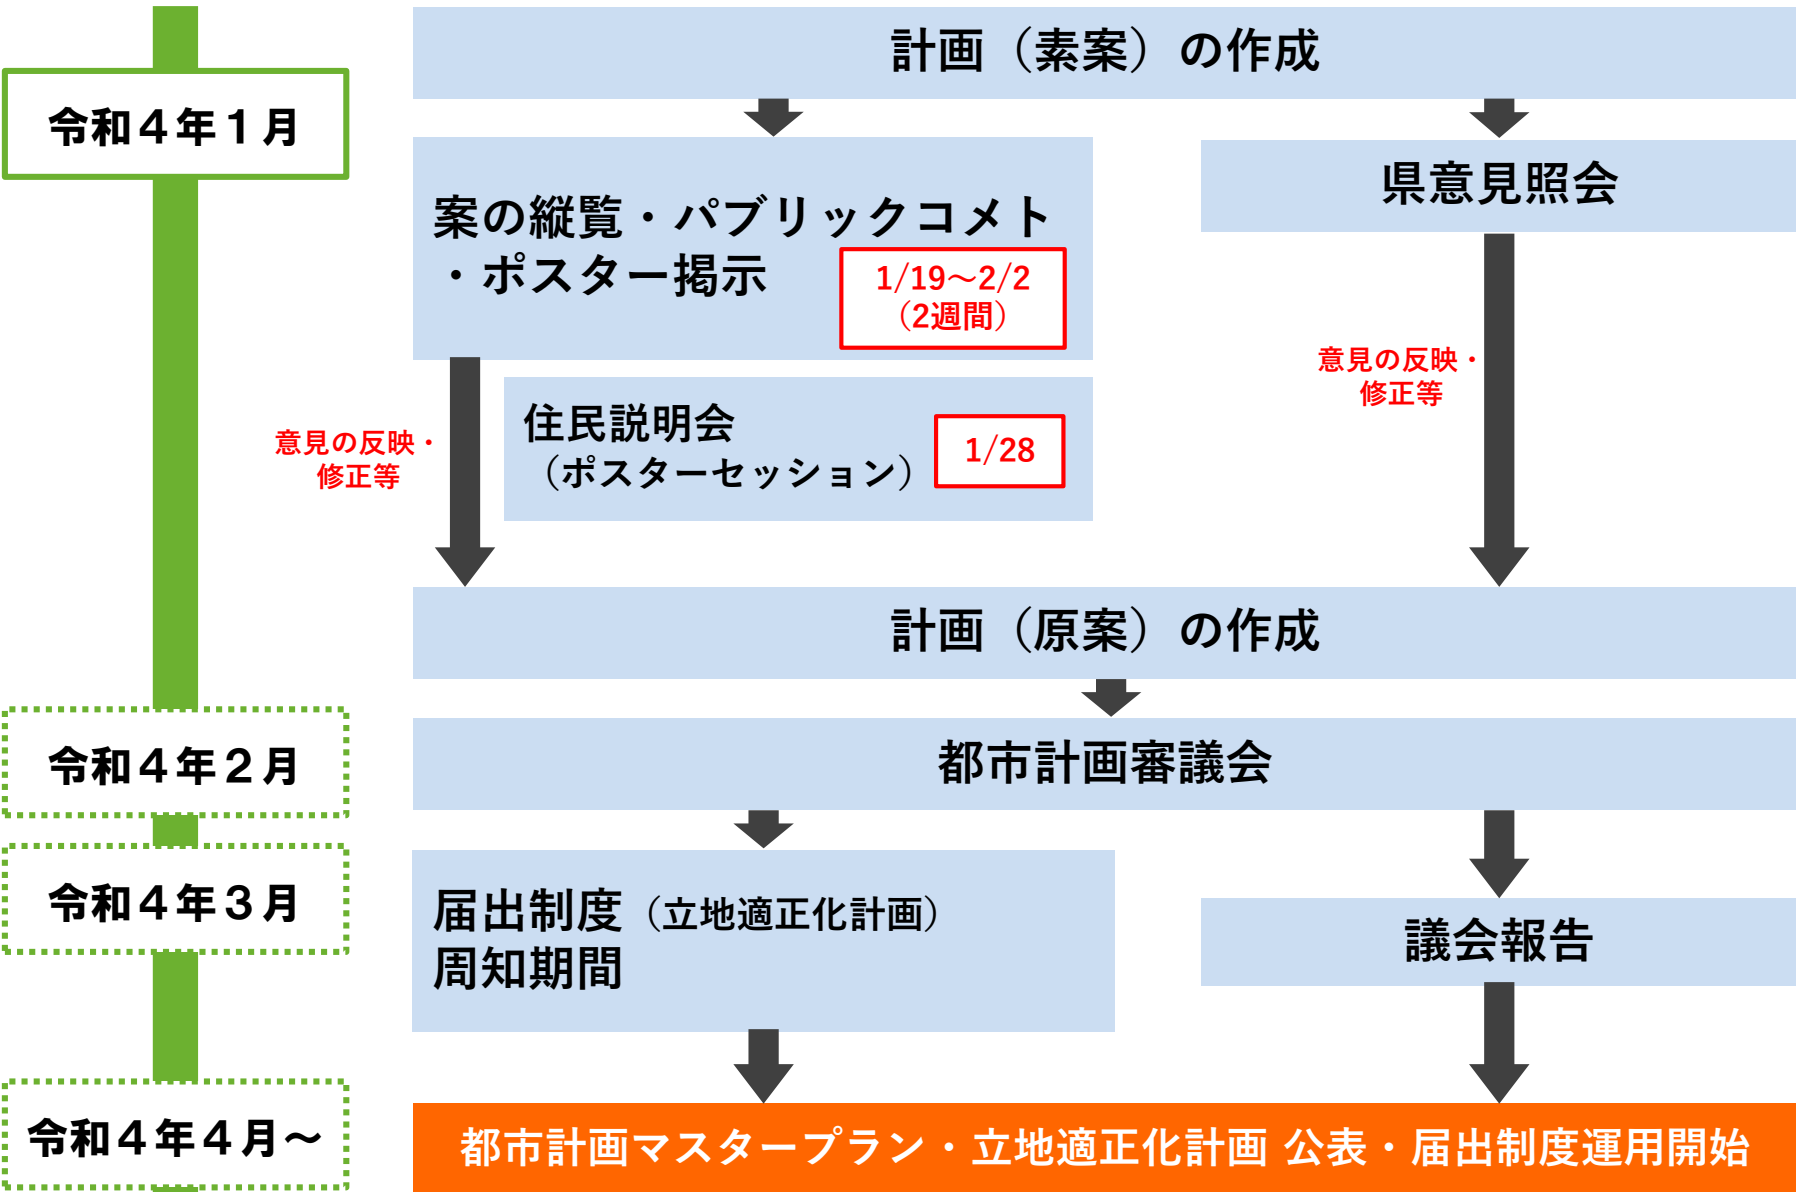 計画（素案）の作成
令和４年１月
案の縦覧・パブリックコメト
・ポスター掲示
1/19～2/2
（2週間）
県意見照会
意見の反映・
修正等
住民説明会
（ポスターセッション）
1/28
意見の反映・
修正等
計画（原案）の作成
令和４年２月
都市計画審議会
令和４年３月
届出制度（立地適正化計画）
周知期間
議会報告
令和４年４月～
都市計画マスタープラン・立地適正化計画 公表・届出制度運用開始